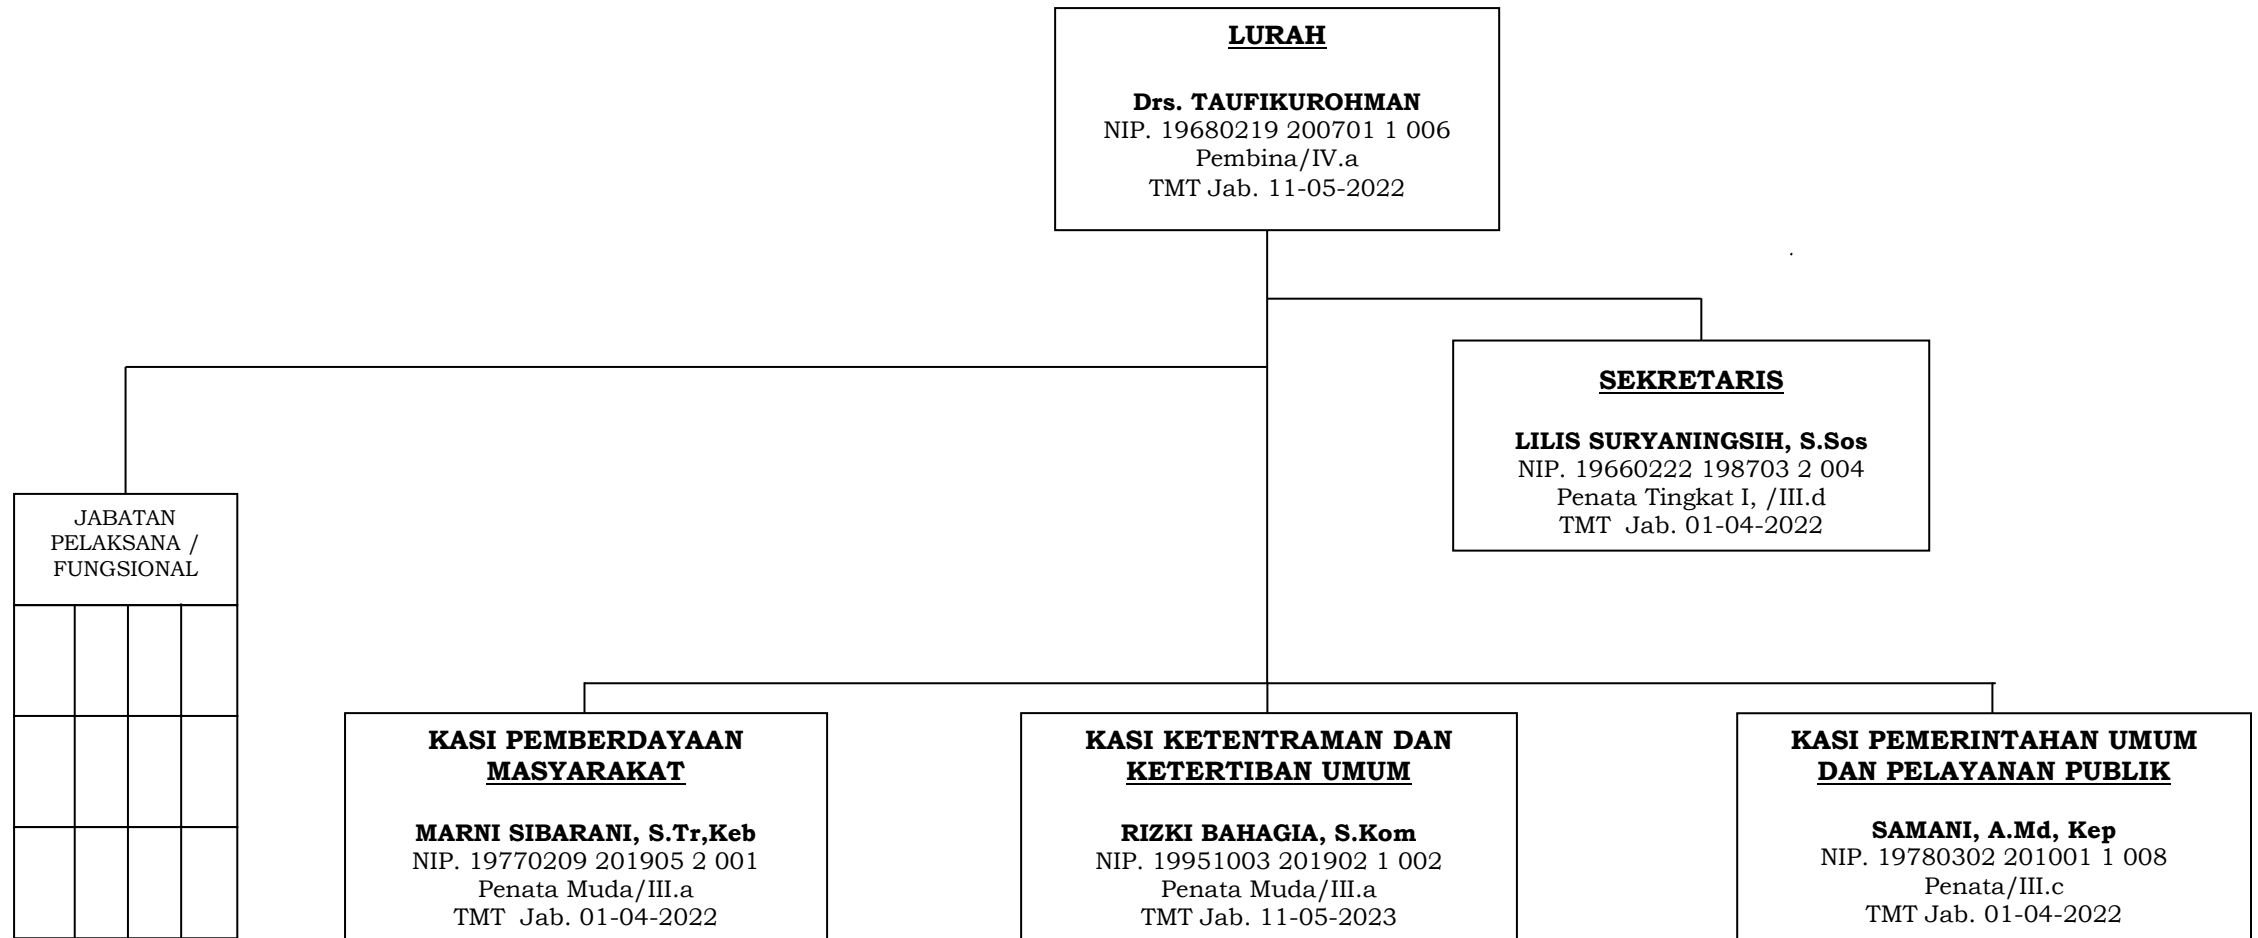 LURAH
Drs. TAUFIKUROHMAN
NIP. 19680219 200701 1 006
Pembina/IV.a
TMT Jab. 11-05-2022
SEKRETARIS
LILIS SURYANINGSIH, S.Sos
NIP. 19660222 198703 2 004
Penata Tingkat I, /III.d
TMT  Jab. 01-04-2022
JABATAN
PELAKSANA /
FUNGSIONAL
KASI PEMBERDAYAAN
MASYARAKAT
MARNI SIBARANI, S.Tr,Keb
NIP. 19770209 201905 2 001
Penata Muda/III.a
TMT  Jab. 01-04-2022
KASI KETENTRAMAN DAN
KETERTIBAN UMUM
RIZKI BAHAGIA, S.Kom
NIP. 19951003 201902 1 002
Penata Muda/III.a
TMT Jab. 11-05-2023
KASI PEMERINTAHAN UMUM
DAN PELAYANAN PUBLIK
SAMANI, A.Md, Kep
NIP. 19780302 201001 1 008
Penata/III.c
TMT Jab. 01-04-2022